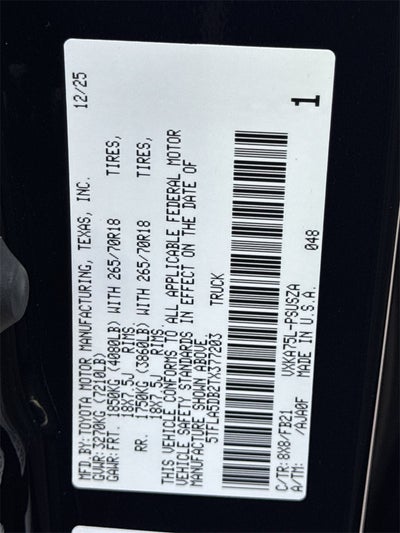 MFD.BY:TOYOTA MOTOR MANUFACTURING, TEXAS, INC. 12/25
GVWR:3270KG (7210LB)
GAWR:FRT. 1850KG (4080LB) WITH 265/70R18 TIRES,
18X7.5J RIMS.
RR. 1750KG (3860LB) WITH 265/70R18 TIRES,
18X7.5J RIMS.
THIS VEHICLE CONFORMS TO ALL APPLICABLE FEDERAL MOTOR
VEHICLE SAFETY STANDARDS IN EFFECT ON THE DATE OF
MANUFACTURE SHOWN ABOVE.
5TFLA5DB2TX377203 TRUCK
C/TR:8X8/FB21 VXKA75L-PSUSZA
A/TM: /AJA0F MADE IN U.S.A.
048
1